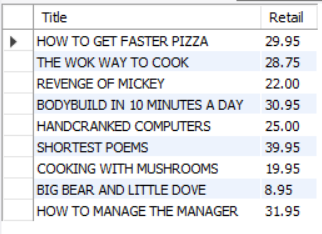 Title Retail
HOW TO GET FASTER PIZZA 29.95
THE WOK WAY TO COOK 28.75
REVENGE OF MICKEY 22.00
BODYBUILD IN 10 MINUTES A DAY 30.95
HANDCRANKED COMPUTERS 25.00
SHORTEST POEMS 39.95
COOKING WITH MUSHROOMS 19.95
BIG BEAR AND LITTLE DOVE 8.95
HOW TO MANAGE THE MANAGER 31.95